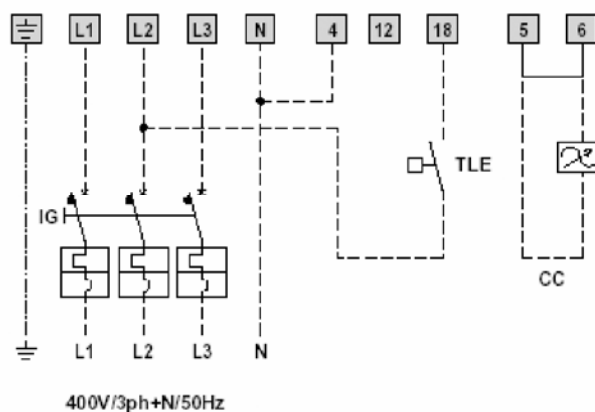 L1 L2 L3 N 4 12 18 5 6
TLE
IG
CC
L1 L2 L3 N
400V/3ph+N/50Hz